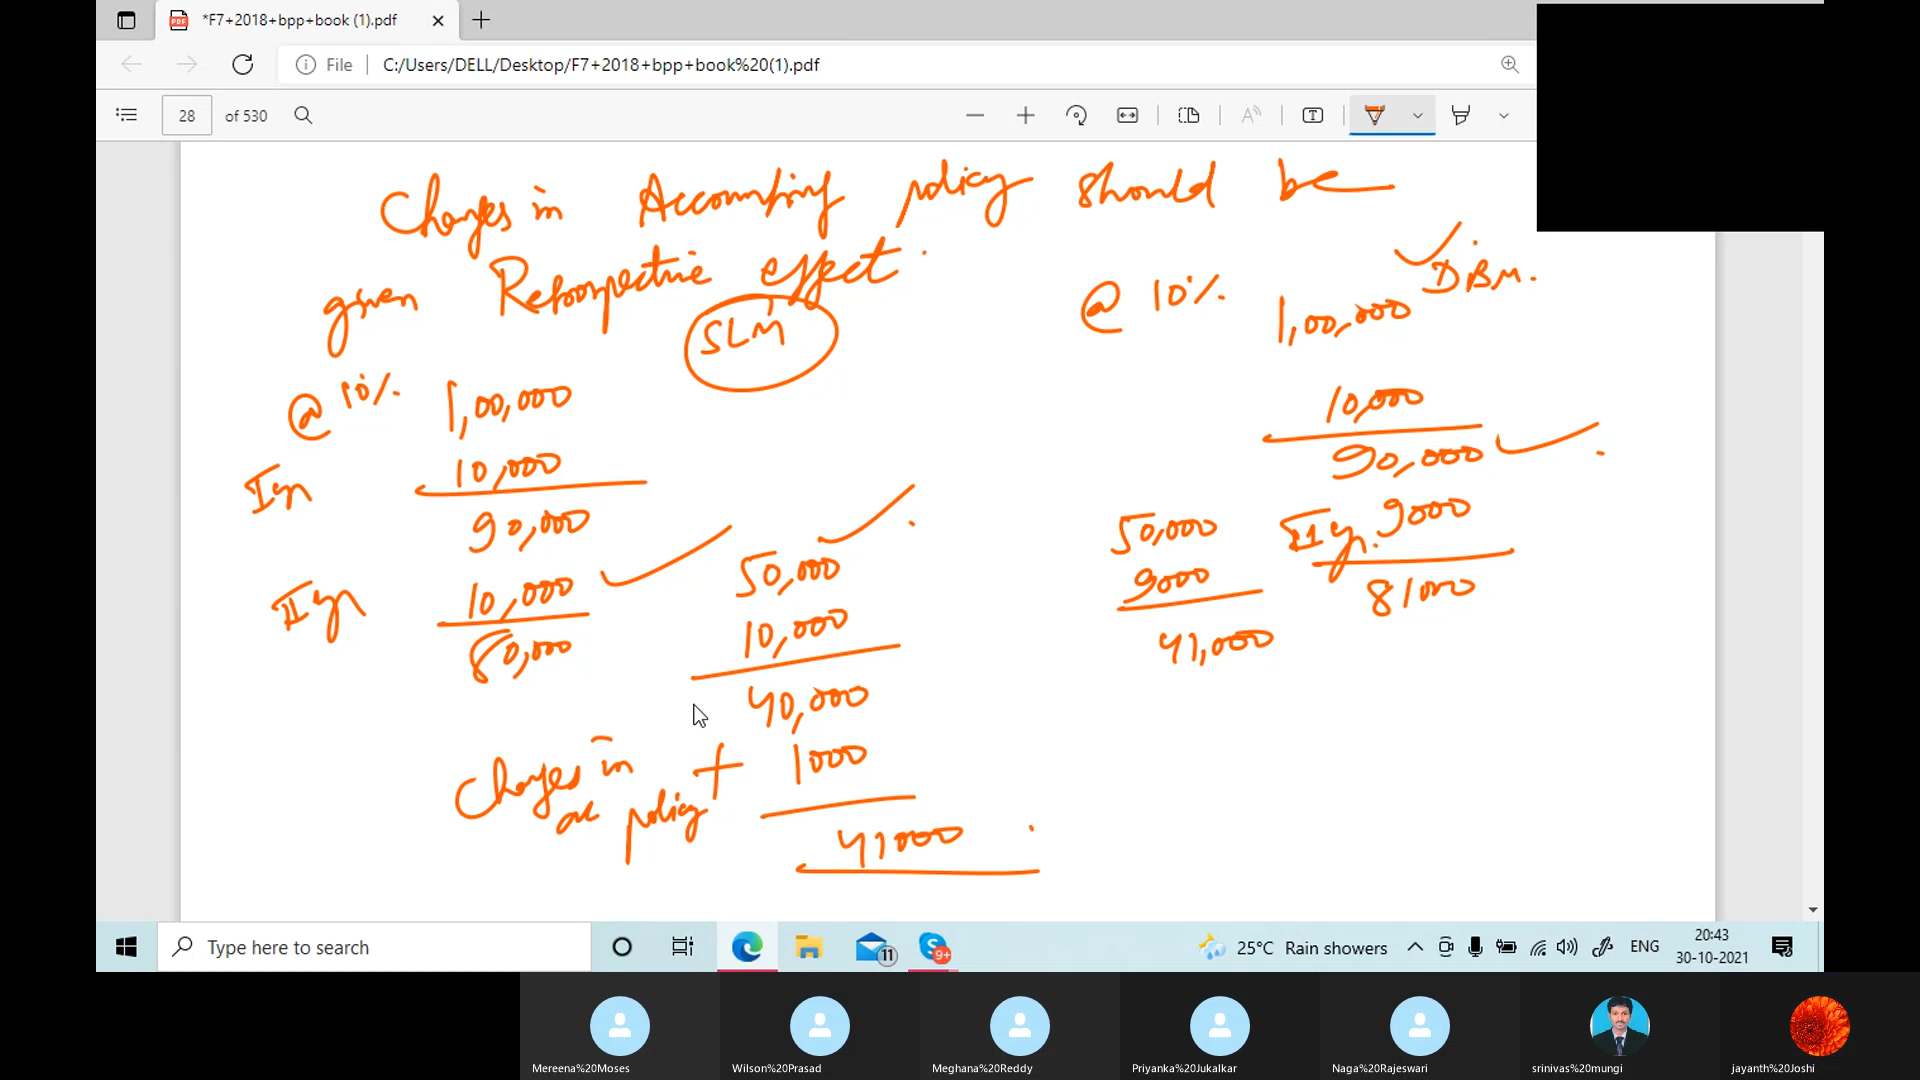 *F7+2018+bpp+book (1).pdf
File C:/Users/DELL/Desktop/F7+2018+bpp+book%20(1).pdf
28 of 530
Changes in Accounting policy should be
given Retrospective effect.
SLM
@ 10% 1,00,000
I yr 10,000
90,000
II yr 10,000
80,000
50,000
10,000
40,000
Changes in ac policy + 1000
41000
@ 10% 1,00,000 DBM.
10,000
90,000
II yr. 9000
81000
50,000
9000
41,000
Type here to search
11
9+
25°C Rain showers
ENG
20:43
30-10-2021
Mereena%20Moses
Wilson%20Prasad
Meghana%20Reddy
Priyanka%20Jukalkar
Naga%20Rajeswari
srinivas%20mungi
jayanth%20Joshi